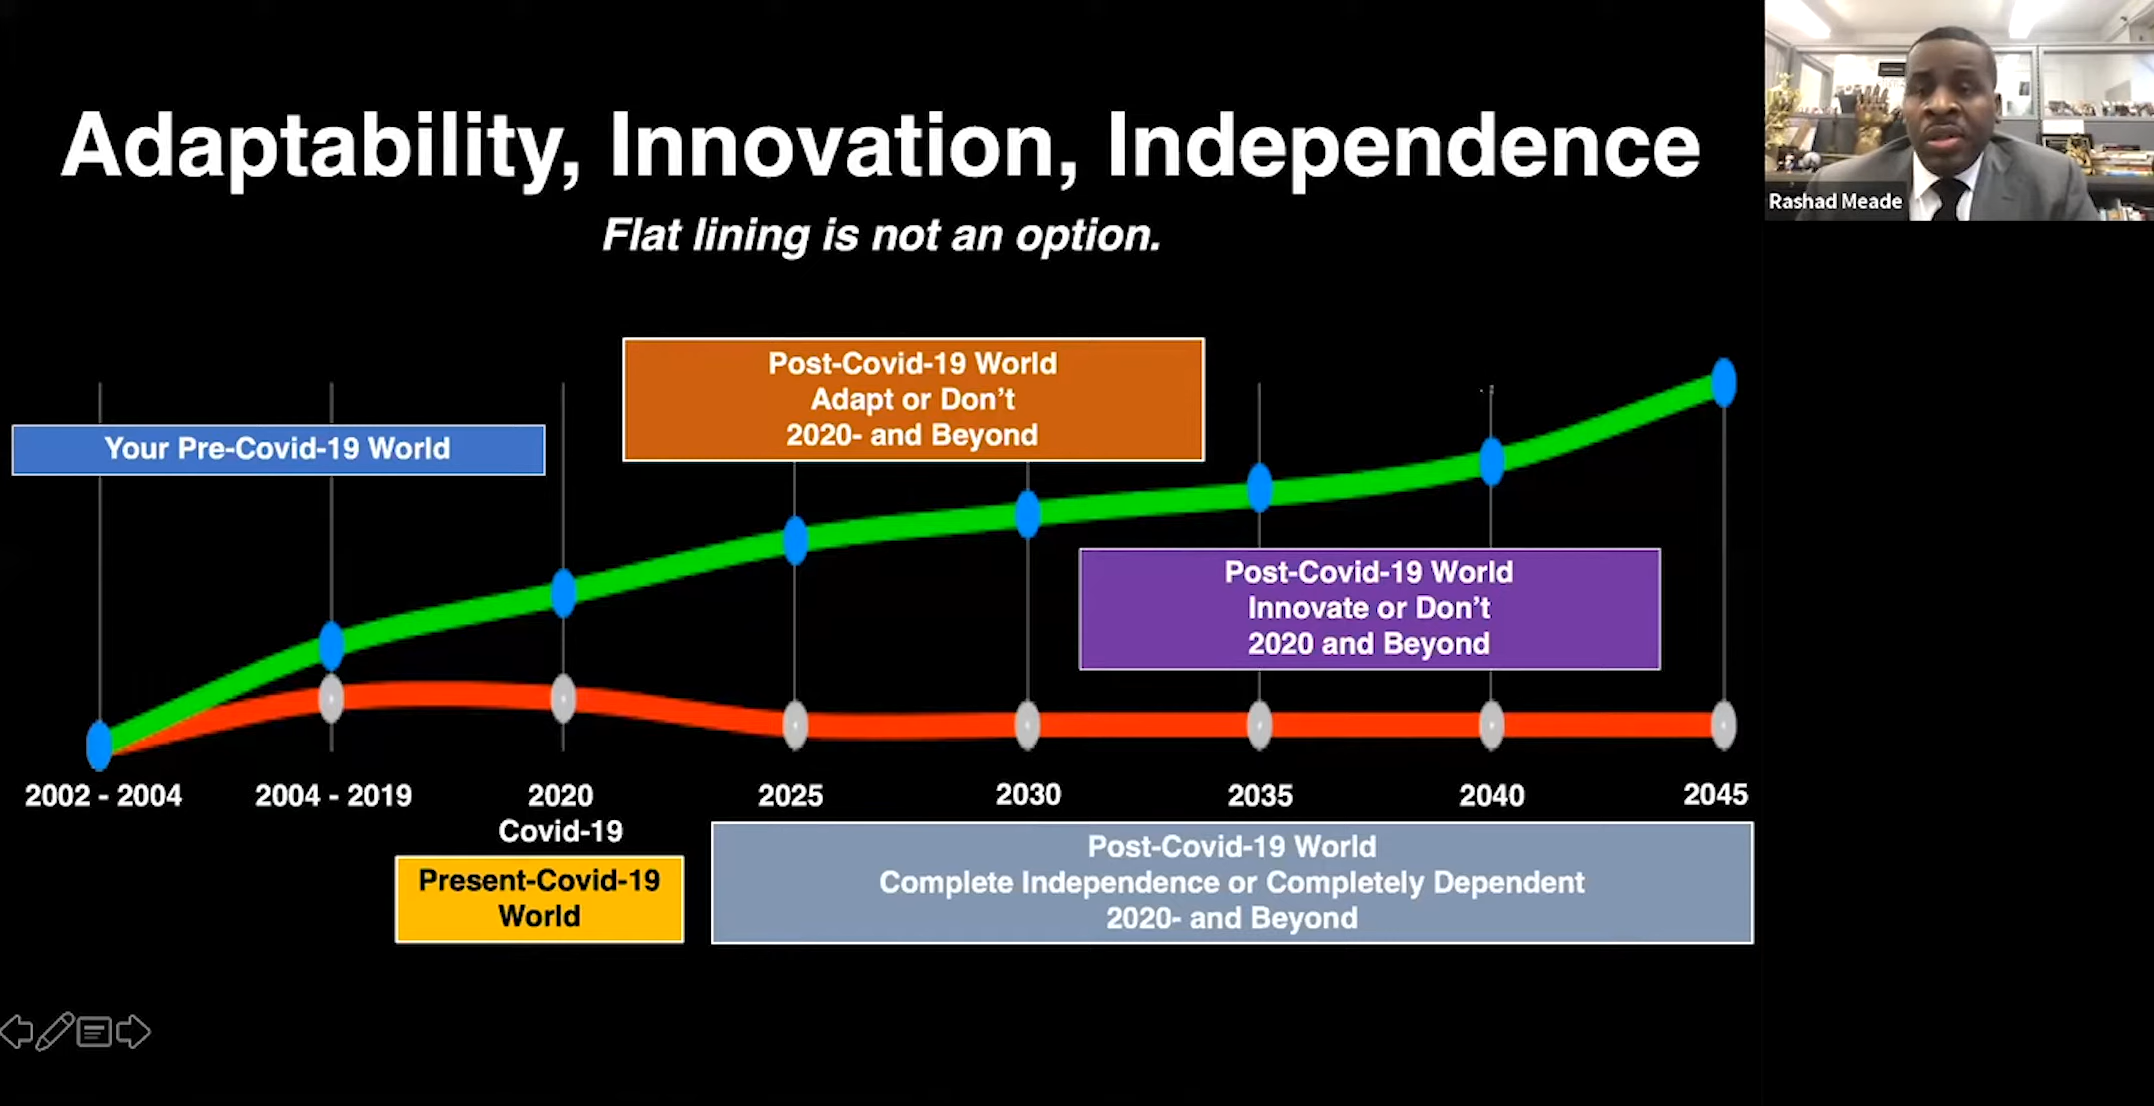 Adaptability, Innovation, Independence
Flat lining is not an option.
Rashad Meade
Post-Covid-19 World
Adapt or Don't
2020- and Beyond
Your Pre-Covid-19 World
Post-Covid-19 World
Innovate or Don't
2020 and Beyond
2002 - 2004
2004 - 2019
2020
Covid-19
2025
2030
2035
2040
2045
Present-Covid-19
World
Post-Covid-19 World
Complete Independence or Completely Dependent
2020- and Beyond